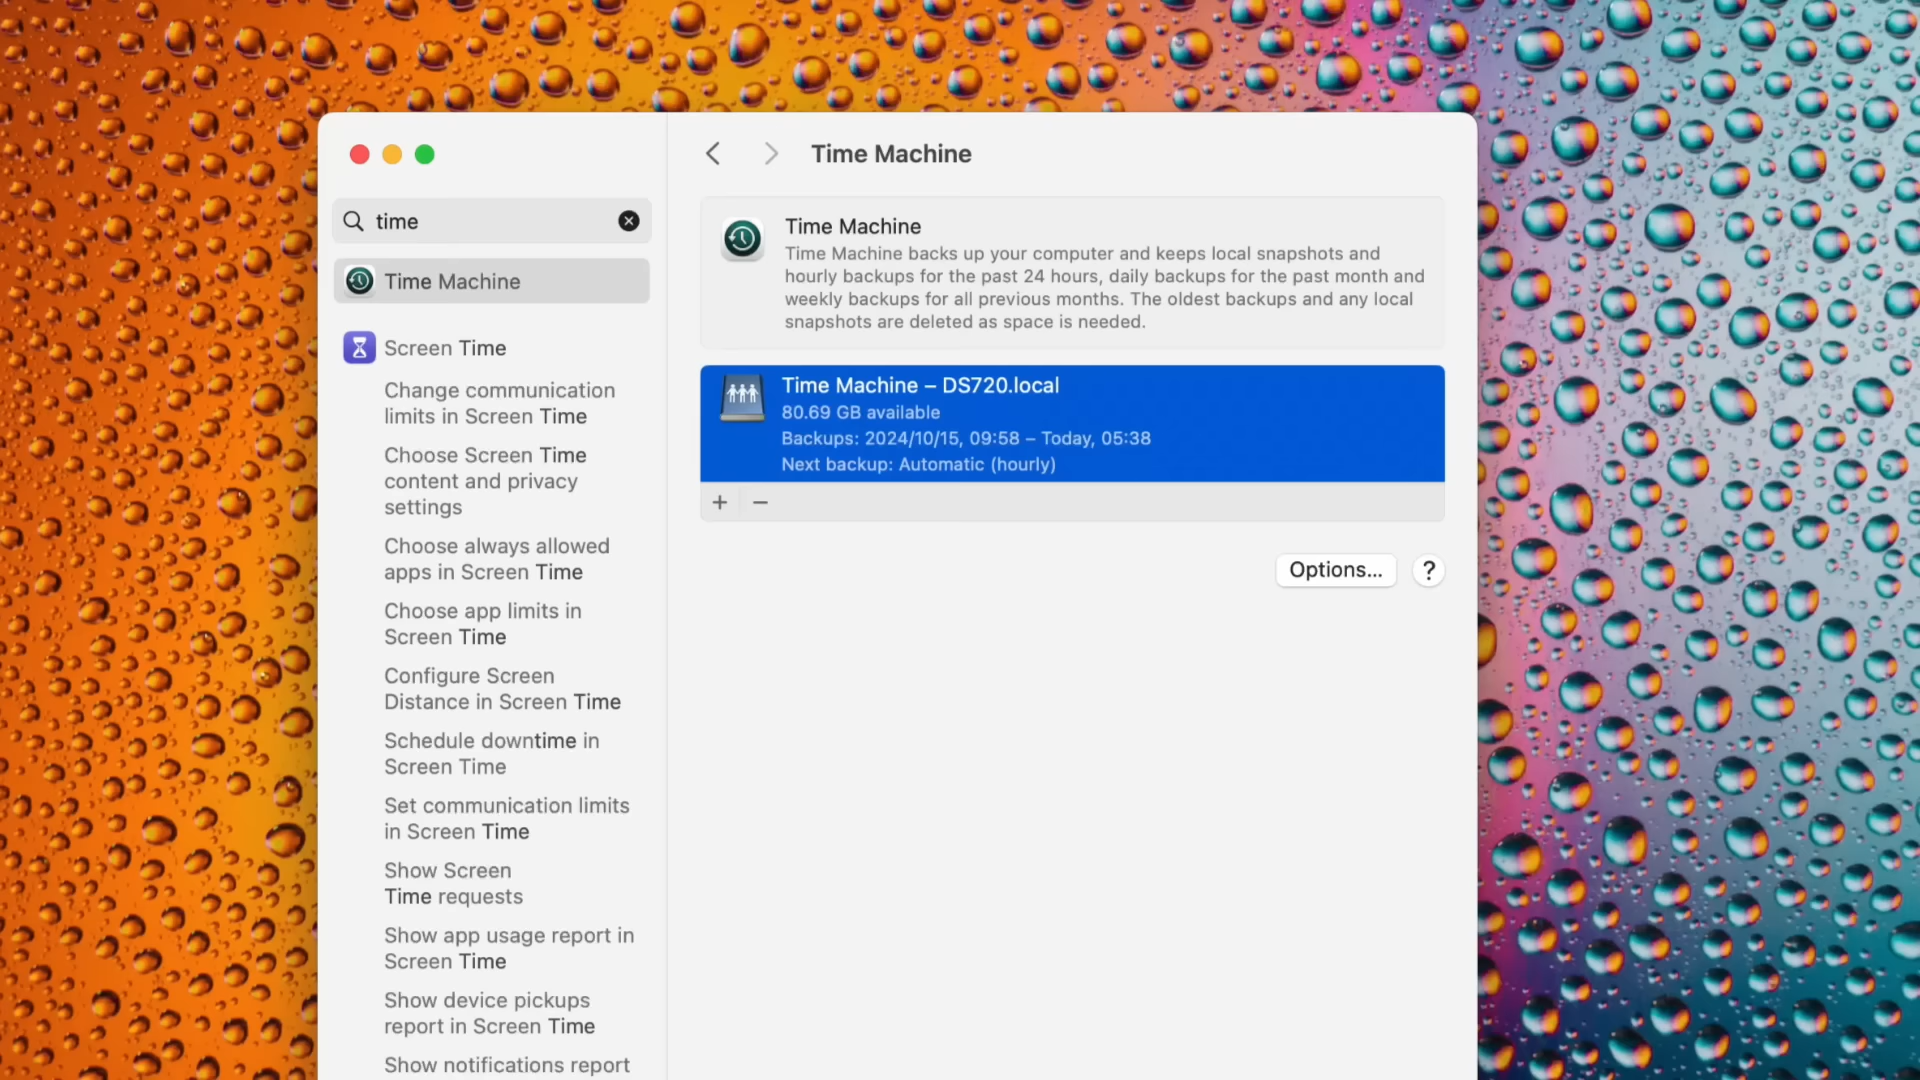 time
Time Machine
Screen Time
Change communication
limits in Screen Time
Choose Screen Time
content and privacy
settings
Choose always allowed
apps in Screen Time
Choose app limits in
Screen Time
Configure Screen
Distance in Screen Time
Schedule downtime in
Screen Time
Set communication limits
in Screen Time
Show Screen
Time requests
Show app usage report in
Screen Time
Show device pickups
report in Screen Time
Show notifications report
Time Machine
Time Machine
Time Machine backs up your computer and keeps local snapshots and
hourly backups for the past 24 hours, daily backups for the past month and
weekly backups for all previous months. The oldest backups and any local
snapshots are deleted as space is needed.
Time Machine – DS720.local
80.69 GB available
Backups: 2024/10/15, 09:58 – Today, 05:38
Next backup: Automatic (hourly)
+ −
Options... ?